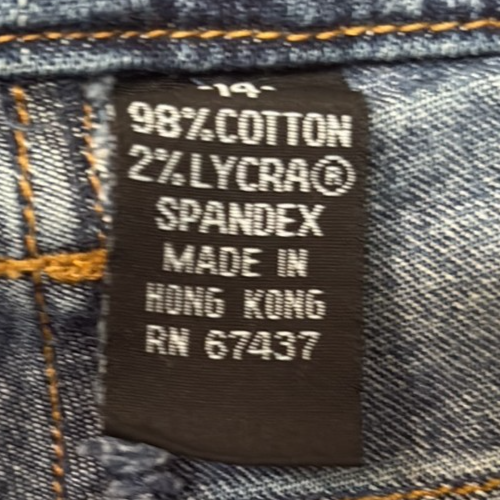 -14-
98%COTTON
2%LYCRA®
SPANDEX
MADE IN
HONG KONG
RN 67437